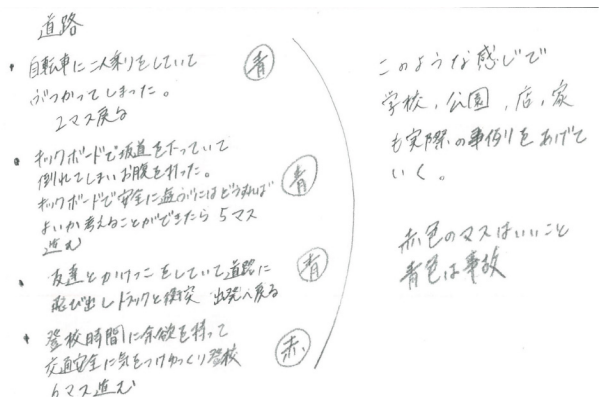 道路
・自転車に二人乗りをしていて
ぶつかってしまった。
2マス戻る
青
・キックボードで坂道を下っていて
倒れてしまいお腹を打った。
キックボードで安全に遊ぶにはどうすれば
よいか考えることができたら 5マス
進む
青
・友達とかけっこをしていて道路に
飛び出しトラックと衝突 出発へ戻る
青
・登校時間に余欲を持って
交通安全に気をつけゆっくり登校
6マス進む
赤
このような感じで
学校、公園、店、家
も実際の事例をあげて
いく。
赤色のマスはいいこと
青色は事故